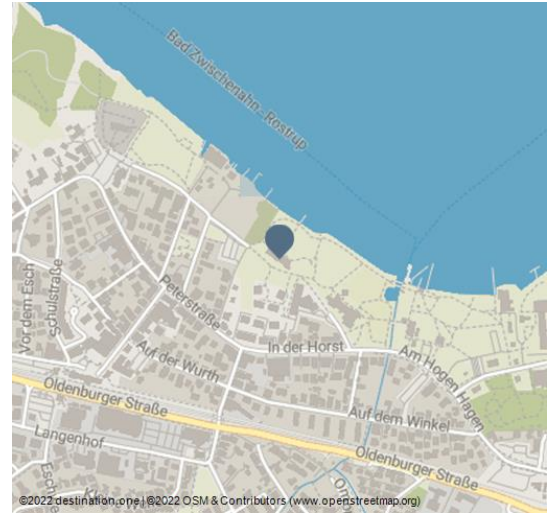 Bad Zwischenahn - Rostrup
Vor dem Esch
Schulstraße
Peterstraße
In der Horst
Am Hogen Hagen
Auf der Wurth
Auf dem Winkel
Oldenburger Straße
Langenhof
Oldenburger Straße
©2022 destination.one | ©2022 OSM & Contributors (www.openstreetmap.org)